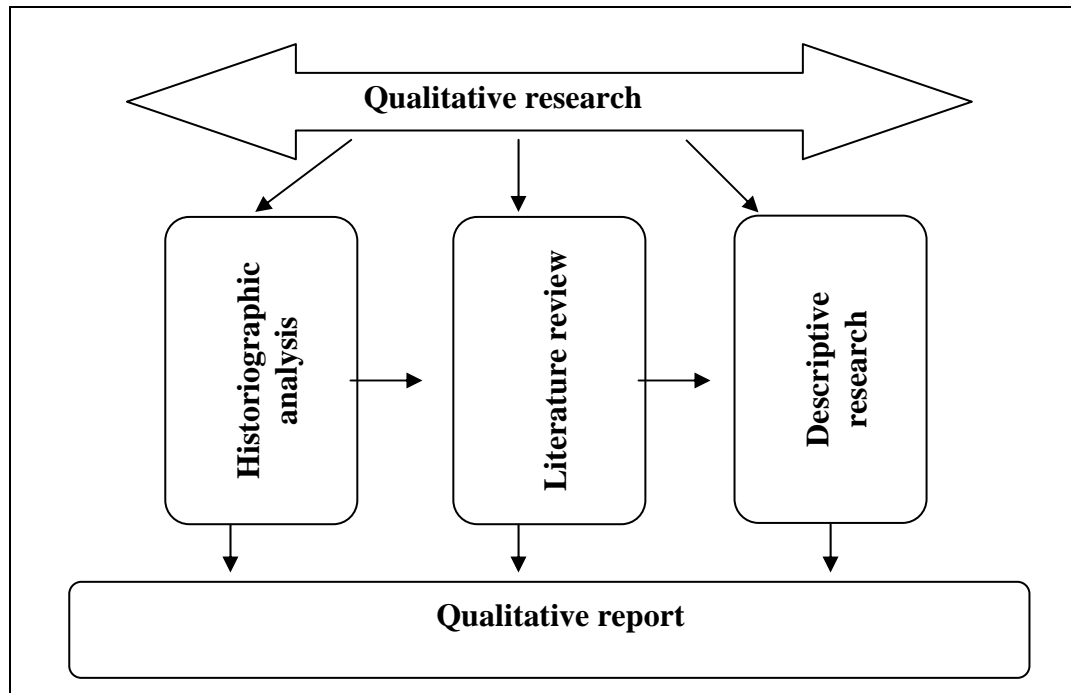 Qualitative research
Historiographic
analysis
Literature review
Descriptive
research
Qualitative report